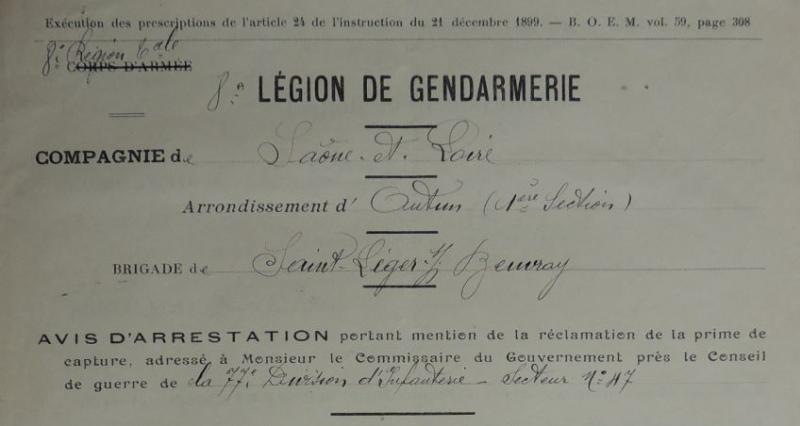 Exécution des prescriptions de l'article 24 de l'instruction du 21 décembre 1899. — B. O. E. M. vol. 59, page 308
8e Région Tale
CORPS D'ARMÉE
8e LÉGION DE GENDARMERIE
COMPAGNIE de Saône-et-Loire
Arrondissement d' Autun (1ère Section)
BRIGADE de Saint-Léger-s/-Beuvray
AVIS D'ARRESTATION portant mention de la réclamation de la prime de
capture, adressé à Monsieur le Commissaire du Gouvernement près le Conseil
de guerre de la 77e Division d'Infanterie - Secteur N° 47